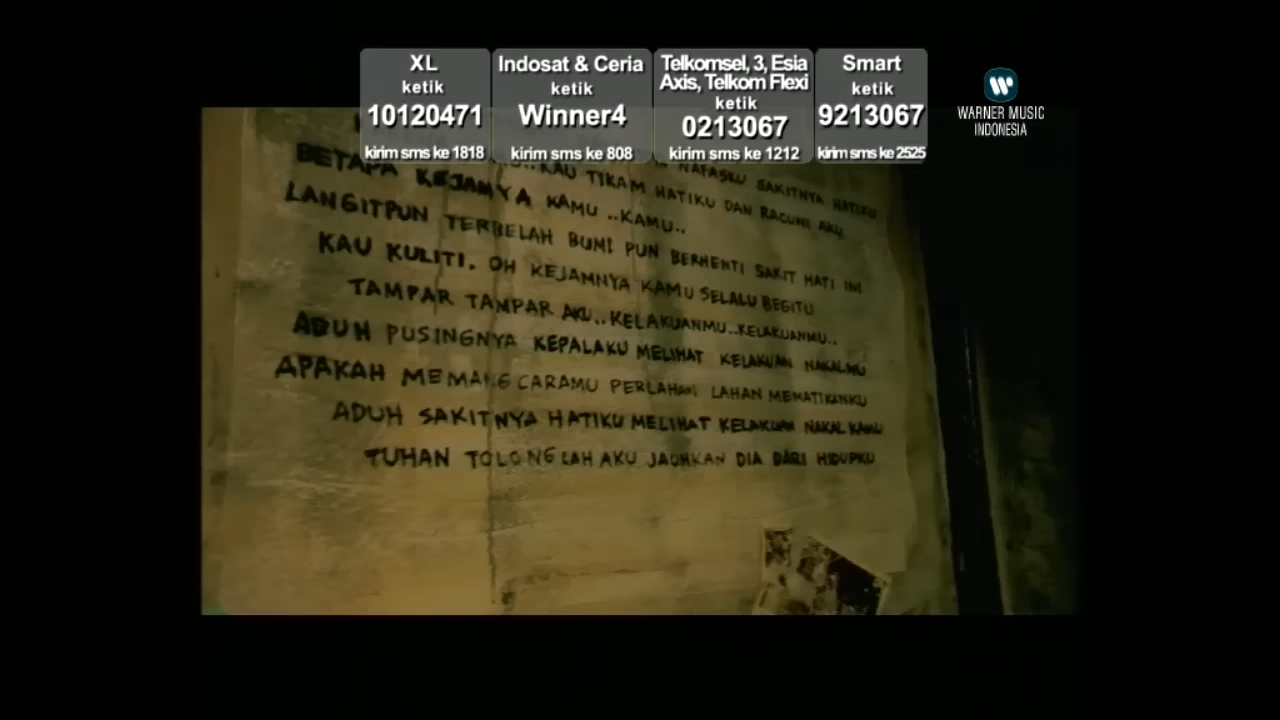 XL
ketik
10120471
kirim sms ke 1818
Indosat & Ceria
ketik
Winner4
kirim sms ke 808
Telkomsel, 3, Esia
Axis, Telkom Flexi
ketik
0213067
kirim sms ke 1212
Smart
ketik
9213067
kirim sms ke 2525
WARNER MUSIC
INDONESIA
NAFASKU SAKITNYA HATIKU
KAU TIKAM HATIKU DAN RACUNI AKU
BETAPA KEJAMNYA KAMU ..KAMU..
LANGITPUN TERBELAH BUMI PUN BERHENTI SAKIT HATI INI
KAU KULITI. OH KEJAMNYA KAMU SELALU BEGITU
TAMPAR TAMPAR AKU..KELAKUANMU..KELAKUANMU..
ADUH PUSINGNYA KEPALAKU MELIHAT KELAKUAN NAKALMU
APAKAH MEMANG CARAMU PERLAHAN LAHAN MEMATIKANKU
ADUH SAKITNYA HATIKU MELIHAT KELAKUAN NAKAL KAMU
TUHAN TOLONGLAH AKU JAUHKAN DIA DARI HIDUPKU